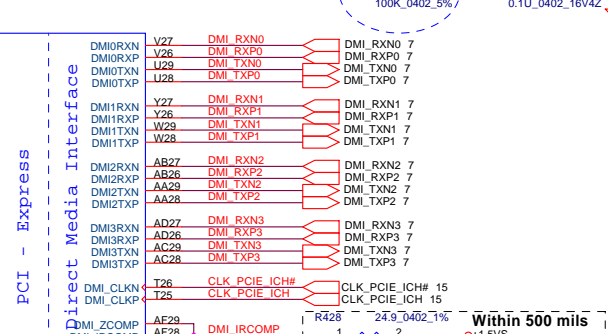 100K_0402_5%
0.1U_0402_16V4Z
DMI0RXN V27 DMI_RXN0 DMI_RXN0 7
DMI0RXP V26 DMI_RXP0 DMI_RXP0 7
DMI0TXN U29 DMI_TXN0 DMI_TXN0 7
DMI0TXP U28 DMI_TXP0 DMI_TXP0 7
DMI1RXN Y27 DMI_RXN1 DMI_RXN1 7
DMI1RXP Y26 DMI_RXP1 DMI_RXP1 7
DMI1TXN W29 DMI_TXN1 DMI_TXN1 7
DMI1TXP W28 DMI_TXP1 DMI_TXP1 7
DMI2RXN AB27 DMI_RXN2 DMI_RXN2 7
DMI2RXP AB26 DMI_RXP2 DMI_RXP2 7
DMI2TXN AA29 DMI_TXN2 DMI_TXN2 7
DMI2TXP AA28 DMI_TXP2 DMI_TXP2 7
DMI3RXN AD27 DMI_RXN3 DMI_RXN3 7
DMI3RXP AD26 DMI_RXP3 DMI_RXP3 7
DMI3TXN AC29 DMI_TXN3 DMI_TXN3 7
DMI3TXP AC28 DMI_TXP3 DMI_TXP3 7
DMI_CLKN T26 CLK_PCIE_ICH# CLK_PCIE_ICH# 15
DMI_CLKP T25 CLK_PCIE_ICH CLK_PCIE_ICH 15
PCI - Express
Direct Media Interface
R428 24.9_0402_1% Within 500 mils
DMI_ZCOMP AF29
AF28 DMI_IRCOMP 1 2